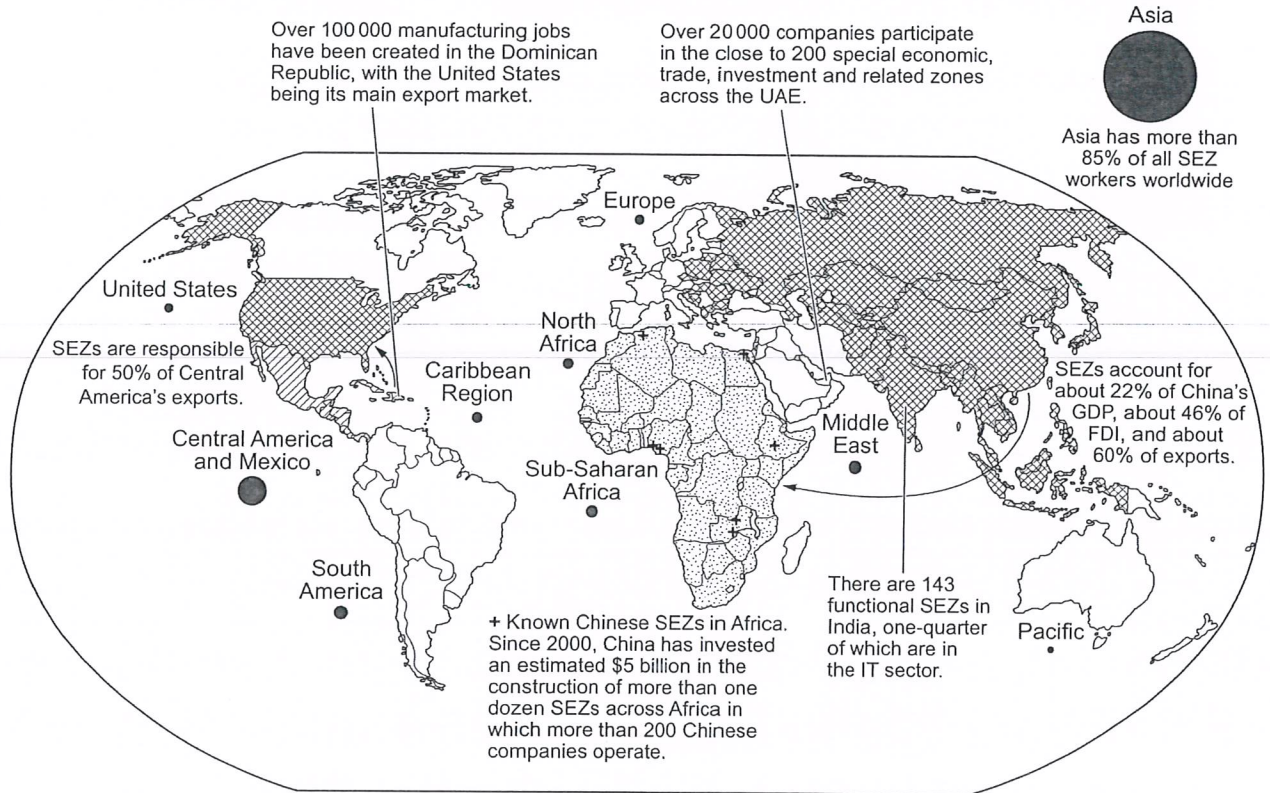 Over 100 000 manufacturing jobs
have been created in the Dominican
Republic, with the United States
being its main export market.
Over 20 000 companies participate
in the close to 200 special economic,
trade, investment and related zones
across the UAE.
Asia
Asia has more than
85% of all SEZ
workers worldwide
Europe
United States
SEZs are responsible
for 50% of Central
America's exports.
North
Africa
Caribbean
Region
SEZs account for
about 22% of China's
GDP, about 46% of
FDI, and about
60% of exports.
Central America
and Mexico
Middle
East
Sub-Saharan
Africa
South
America
+ Known Chinese SEZs in Africa.
Since 2000, China has invested
an estimated $5 billion in the
construction of more than one
dozen SEZs across Africa in
which more than 200 Chinese
companies operate.
There are 143
functional SEZs in
India, one-quarter
of which are in
the IT sector.
Pacific